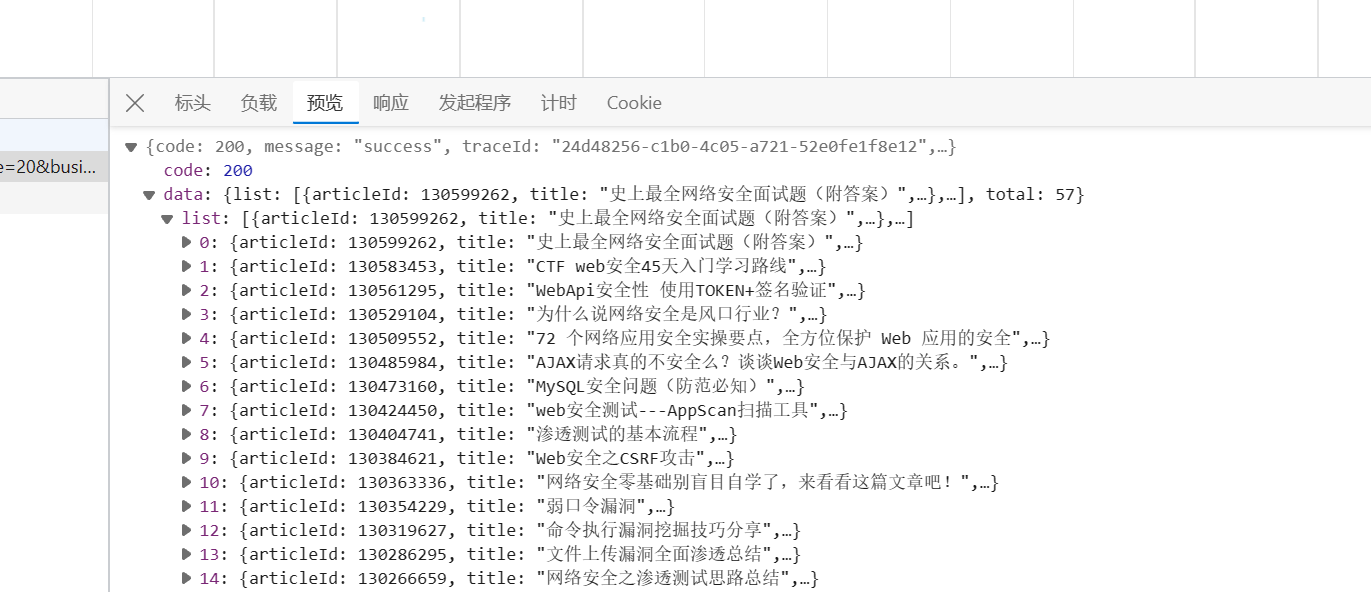 标头 负载 预览 响应 发起程序 计时 Cookie
{code: 200, message: "success", traceId: "24d48256-c1b0-4c05-a721-52e0fe1f8e12",…}
code: 200
e=20&busi...
data: {list: [{articleId: 130599262, title: "史上最全网络安全面试题（附答案）",…},…], total: 57}
list: [{articleId: 130599262, title: "史上最全网络安全面试题（附答案）",…},…]
0: {articleId: 130599262, title: "史上最全网络安全面试题（附答案）",…}
1: {articleId: 130583453, title: "CTF web安全45天入门学习路线",…}
2: {articleId: 130561295, title: "WebApi安全性 使用TOKEN+签名验证",…}
3: {articleId: 130529104, title: "为什么说网络安全是风口行业？",…}
4: {articleId: 130509552, title: "72 个网络应用安全实操要点，全方位保护 Web 应用的安全",…}
5: {articleId: 130485984, title: "AJAX请求真的不安全么？谈谈Web安全与AJAX的关系。",…}
6: {articleId: 130473160, title: "MySQL安全问题（防范必知）",…}
7: {articleId: 130424450, title: "web安全测试---AppScan扫描工具",…}
8: {articleId: 130404741, title: "渗透测试的基本流程",…}
9: {articleId: 130384621, title: "Web安全之CSRF攻击",…}
10: {articleId: 130363336, title: "网络安全零基础别盲目自学了，来看看这篇文章吧！",…}
11: {articleId: 130354229, title: "弱口令漏洞",…}
12: {articleId: 130319627, title: "命令执行漏洞挖掘技巧分享",…}
13: {articleId: 130286295, title: "文件上传漏洞全面渗透总结",…}
14: {articleId: 130266659, title: "网络安全之渗透测试思路总结",…}